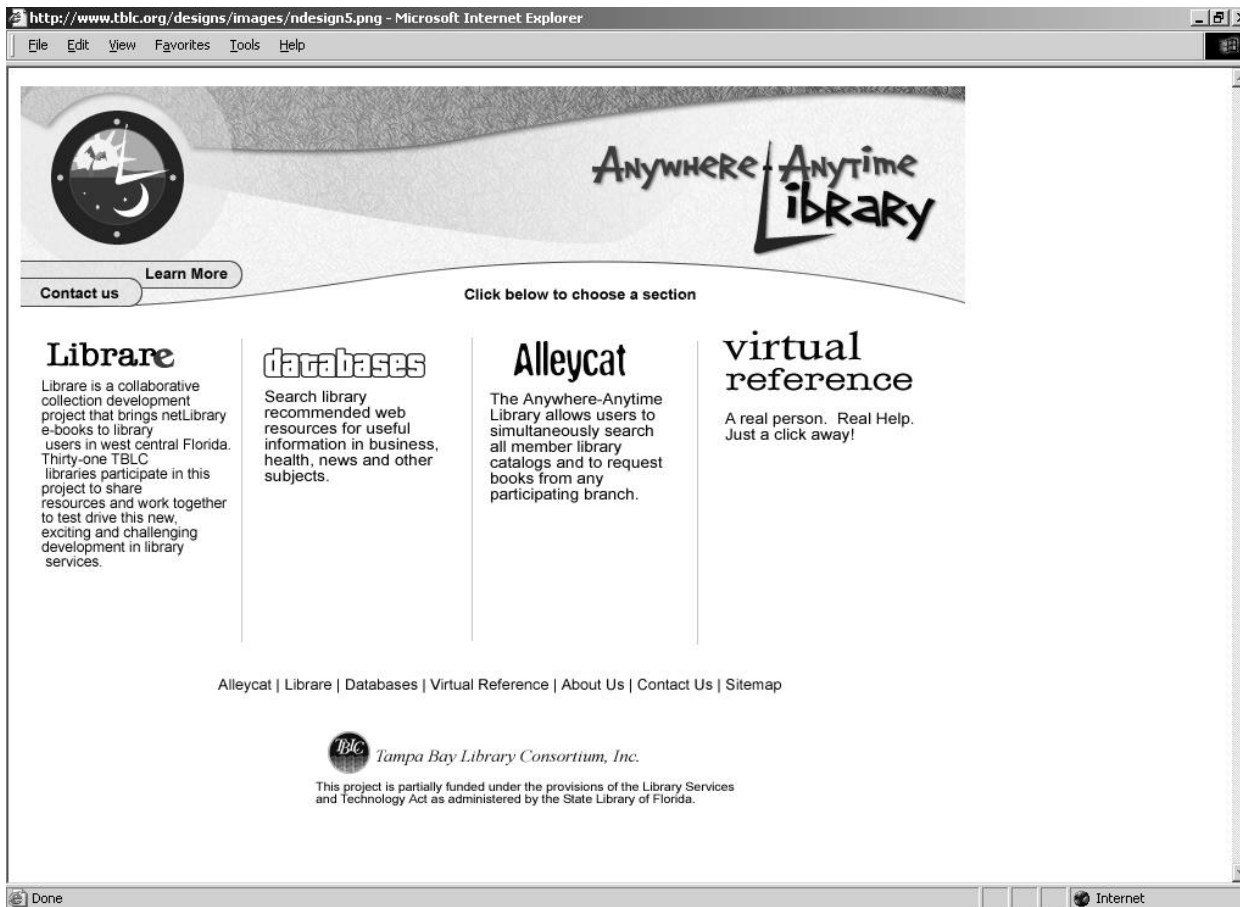 http://www.tblc.org/designs/images/ndesign5.png - Microsoft Internet Explorer
File Edit View Favorites Tools Help
Anywhere-Anytime
Library
Learn More
Contact us
Click below to choose a section
Librare
Librare is a collaborative
collection development
project that brings netLibrary
e-books to library
users in west central Florida.
Thirty-one TBLC
libraries participate in this
project to share
resources and work together
to test drive this new,
exciting and challenging
development in library
services.
databases
Search library
recommended web
resources for useful
information in business,
health, news and other
subjects.
Alleycat
The Anywhere-Anytime
Library allows users to
simultaneously search
all member library
catalogs and to request
books from any
participating branch.
virtual
reference
A real person. Real Help.
Just a click away!
Alleycat | Librare | Databases | Virtual Reference | About Us | Contact Us | Sitemap
TBLC Tampa Bay Library Consortium, Inc.
This project is partially funded under the provisions of the Library Services
and Technology Act as administered by the State Library of Florida.
Done Internet